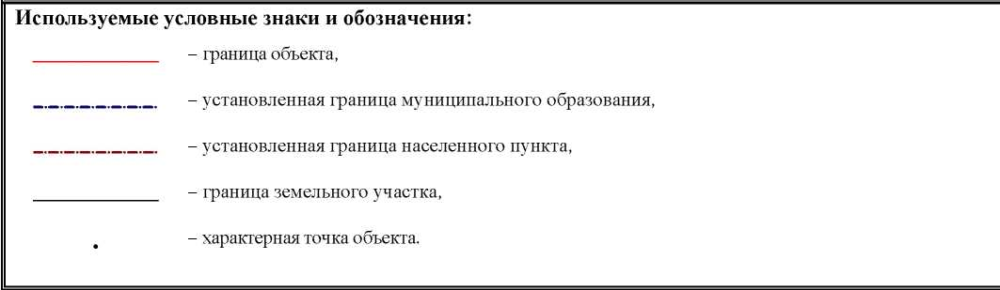 Используемые условные знаки и обозначения:
– граница объекта,
– установленная граница муниципального образования,
– установленная граница населенного пункта,
– граница земельного участка,
– характерная точка объекта.